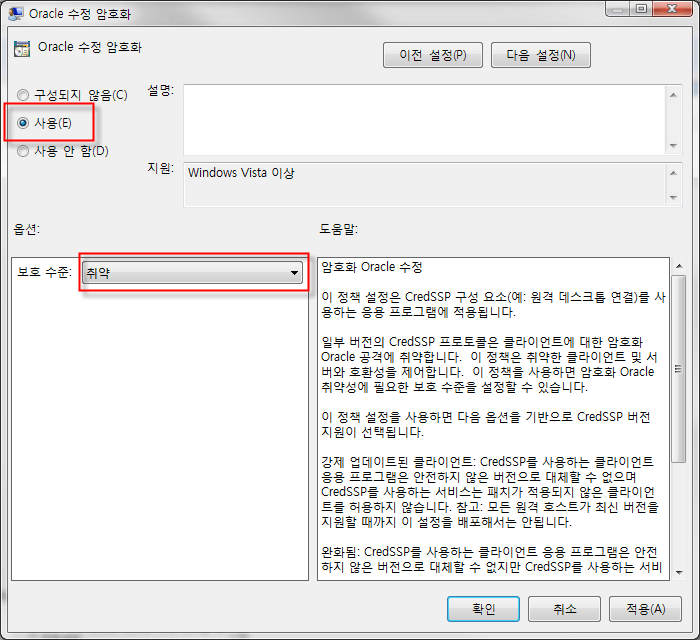 Oracle 수정 암호화
Oracle 수정 암호화
이전 설정(P)
다음 설정(N)
구성되지 않음(C)
설명:
사용(E)
사용 안 함(D)
지원:
Windows Vista 이상
옵션:
도움말:
보호 수준:
취약
암호화 Oracle 수정
이 정책 설정은 CredSSP 구성 요소(예: 원격 데스크톱 연결)를 사
용하는 응용 프로그램에 적용됩니다.
일부 버전의 CredSSP 프로토콜은 클라이언트에 대한 암호화
Oracle 공격에 취약합니다. 이 정책은 취약한 클라이언트 및 서
버와 호환성을 제어합니다. 이 정책을 사용하면 암호화 Oracle
취약성에 필요한 보호 수준을 설정할 수 있습니다.
이 정책 설정을 사용하면 다음 옵션을 기반으로 CredSSP 버전
지원이 선택됩니다.
강제 업데이트된 클라이언트: CredSSP를 사용하는 클라이언트
응용 프로그램은 안전하지 않은 버전으로 대체할 수 없으며
CredSSP를 사용하는 서비스는 패치가 적용되지 않은 클라이언
트를 허용하지 않습니다. 참고: 모든 원격 호스트가 최신 버전을
지원할 때까지 이 설정을 배포해서는 안됩니다.
완화됨: CredSSP를 사용하는 클라이언트 응용 프로그램은 안전
하지 않은 버전으로 대체할 수 없지만 CredSSP를 사용하는 서비
확인
취소
적용(A)